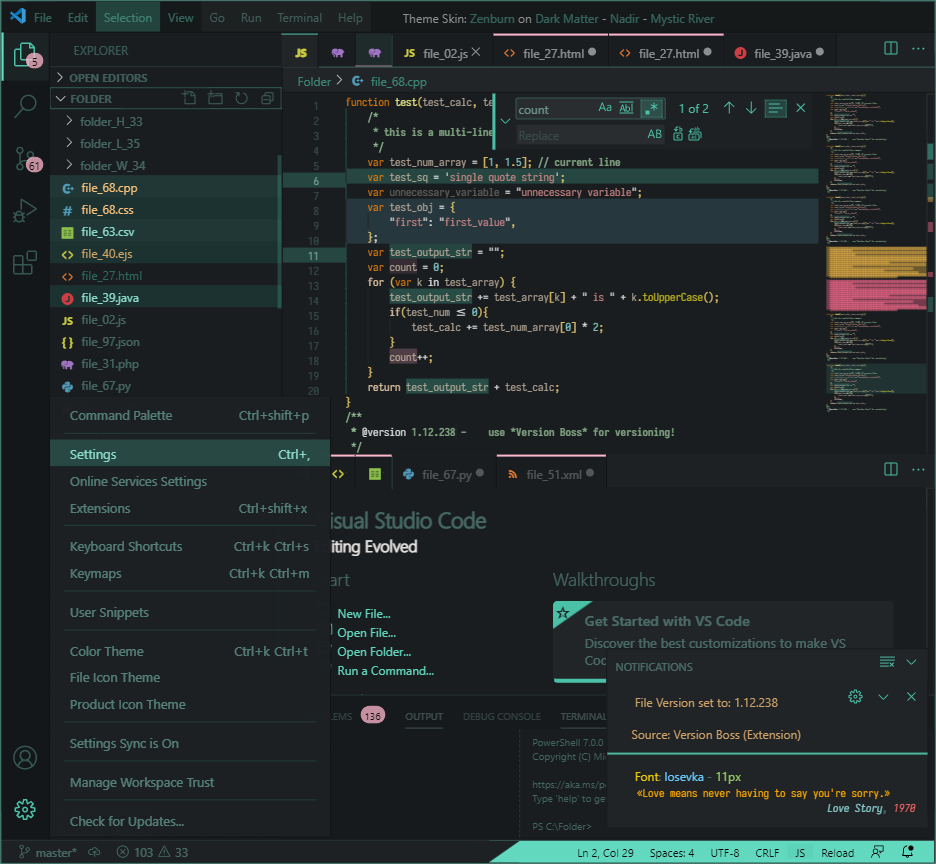 File Edit Selection View Go Run Terminal Help Theme Skin: Zenburn on Dark Matter - Nadir - Mystic River
5
EXPLORER
OPEN EDITORS
FOLDER
folder_H_33
folder_L_35
folder_W_34
file_68.cpp
file_68.css
file_63.csv
file_40.ejs
file_27.html
file_39.java
file_02.js
file_97.json
file_31.php
file_67.py
61
JS
JS file_02.js
file_27.html
file_27.html
file_39.java
Folder > file_68.cpp
count Aa Abl .* 1 of 2
Replace AB
1 function test(test_calc, te
2 /*
3 * this is a multi-line
4 */
5 var test_num_array = [1, 1.5]; // current line
6 var test_sq = 'single quote string';
7 var unnecessary_variable = "unnecessary variable";
8 var test_obj = {
9 "first": "first_value",
10 };
11 var test_output_str = "";
12 var count = 0;
13 for (var k in test_array) {
14 test_output_str += test_array[k] + " is " + k.toUpperCase();
15 if(test_num ≤ 0){
16 test_calc += test_num_array[0] * 2;
17 }
18 count++;
19 }
20 return test_output_str + test_calc;
}
/**
* @version 1.12.238 - use *Version Boss* for versioning!
*/
Command Palette Ctrl+shift+p
Settings Ctrl+,
Online Services Settings
Extensions Ctrl+shift+x
Keyboard Shortcuts Ctrl+k Ctrl+s
Keymaps Ctrl+k Ctrl+m
User Snippets
Color Theme Ctrl+k Ctrl+t
File Icon Theme
Product Icon Theme
Settings Sync is On
Manage Workspace Trust
Check for Updates...
file_67.py
file_51.xml
isual Studio Code
iting Evolved
art
New File...
Open File...
Open Folder...
Run a Command...
Walkthroughs
Get Started with VS Code
Discover the best customizations to make VS
Coc
LEMS 136 OUTPUT DEBUG CONSOLE TERMINAL
PowerShell 7.0.0
Copyright (C) Mi
https://aka.ms/p
Type 'help' to ge
PS C:\Folder>
NOTIFICATIONS
File Version set to: 1.12.238
Source: Version Boss (Extension)
Font: Iosevka - 11px
«Love means never having to say you're sorry.»
Love Story, 1970
master* 103 33 Ln 2, Col 29 Spaces: 4 UTF-8 CRLF JS Reload